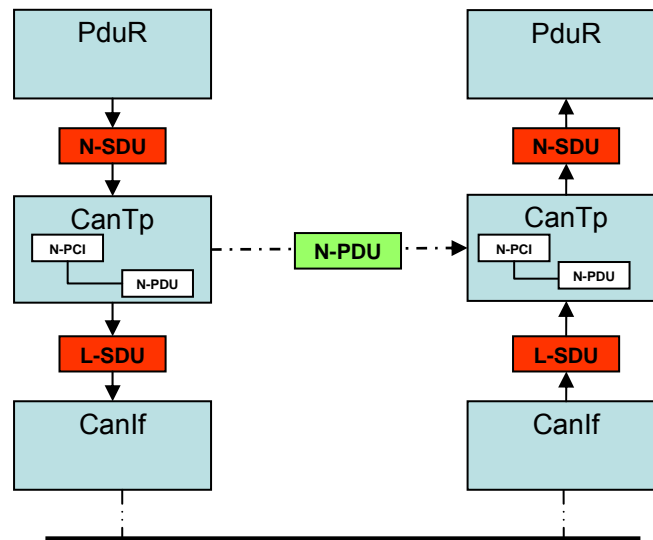 PduR
PduR
N-SDU
N-SDU
CanTp
CanTp
N-PCI
N-PDU
N-PDU
N-PCI
N-PDU
L-SDU
L-SDU
CanIf
CanIf